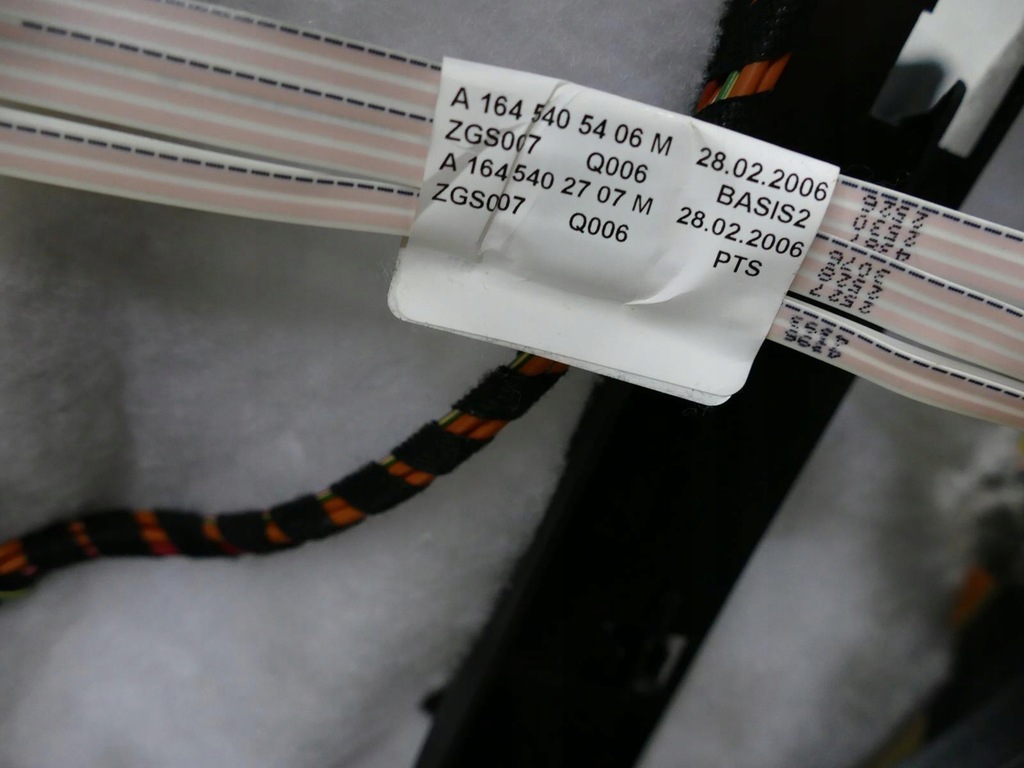 A 164 540 54 06 M 28.02.2006
ZGS007 Q006 BASIS2
A 164 540 27 07 M 28.02.2006
ZGS007 Q006 PTS